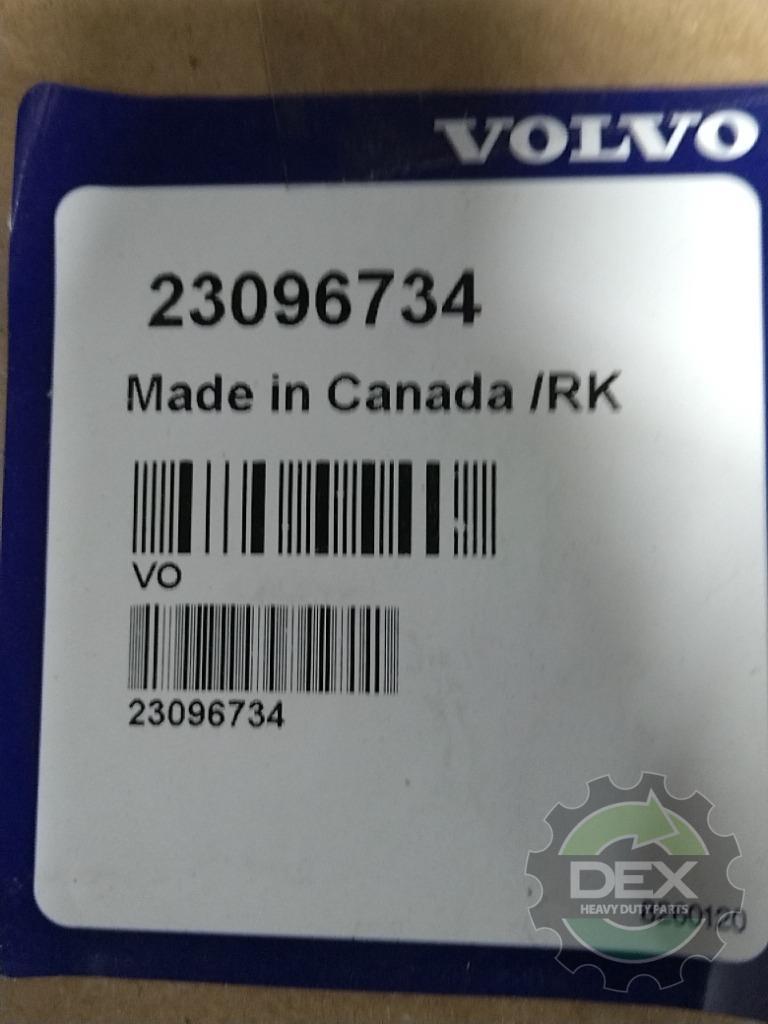 VOLVO
23096734
Made in Canada /RK
VO
23096734
DEX
HEAVY DUTY PARTS